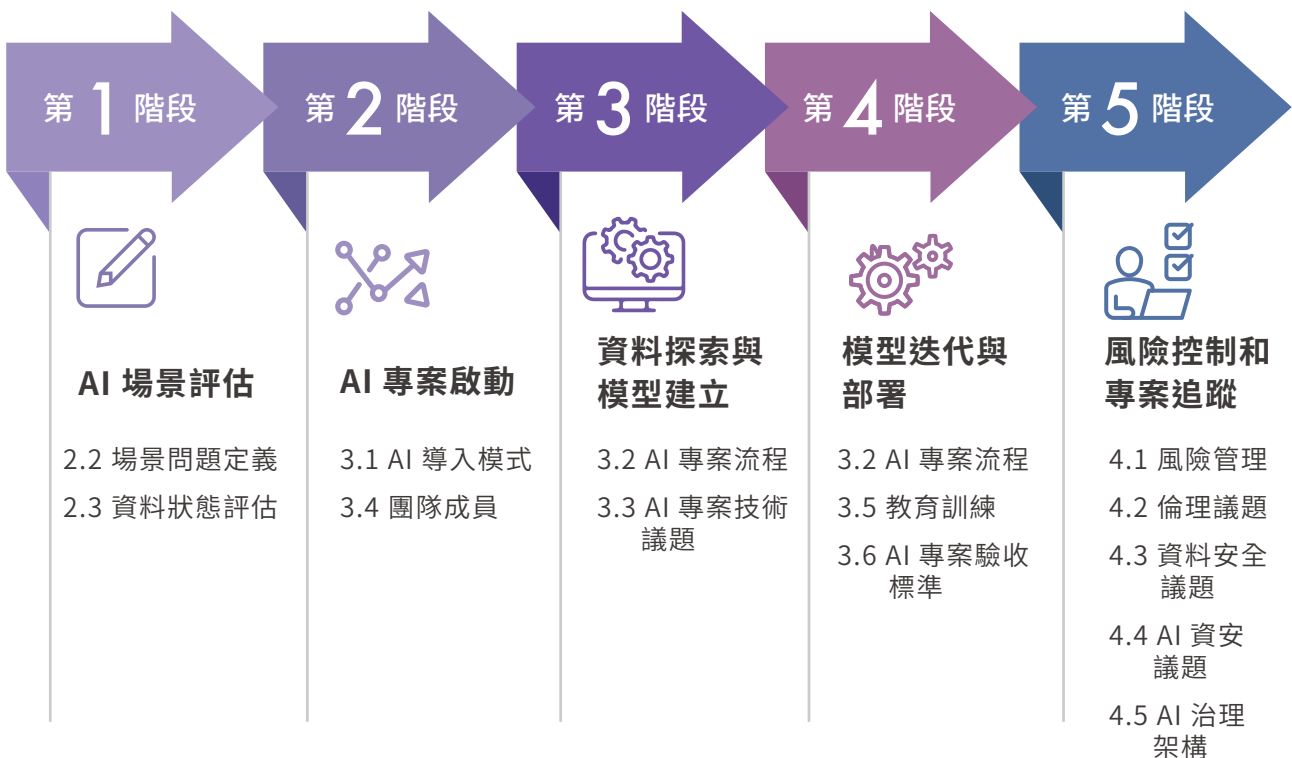 第 1 階段
第 2 階段
第 3 階段
第 4 階段
第 5 階段
AI 場景評估
2.2 場景問題定義
2.3 資料狀態評估
AI 專案啟動
3.1 AI 導入模式
3.4 團隊成員
資料探索與
模型建立
3.2 AI 專案流程
3.3 AI 專案技術
議題
模型迭代與
部署
3.2 AI 專案流程
3.5 教育訓練
3.6 AI 專案驗收
標準
風險控制和
專案追蹤
4.1 風險管理
4.2 倫理議題
4.3 資料安全
議題
4.4 AI 資安
議題
4.5 AI 治理
架構